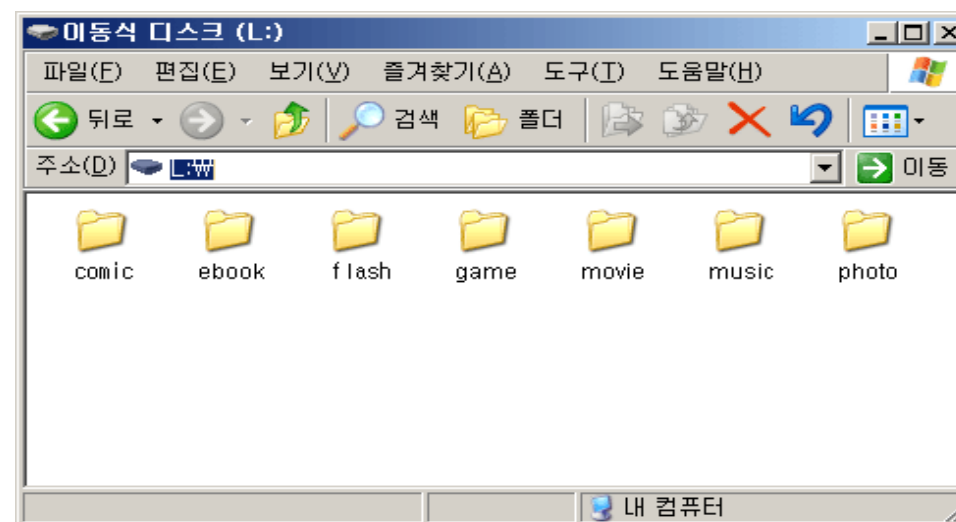 이동식 디스크 (L:)
파일(F) 편집(E) 보기(V) 즐겨찾기(A) 도구(T) 도움말(H)
뒤로 검색 폴더
주소(D) L:₩ 이동
comic ebook flash game movie music photo
내 컴퓨터